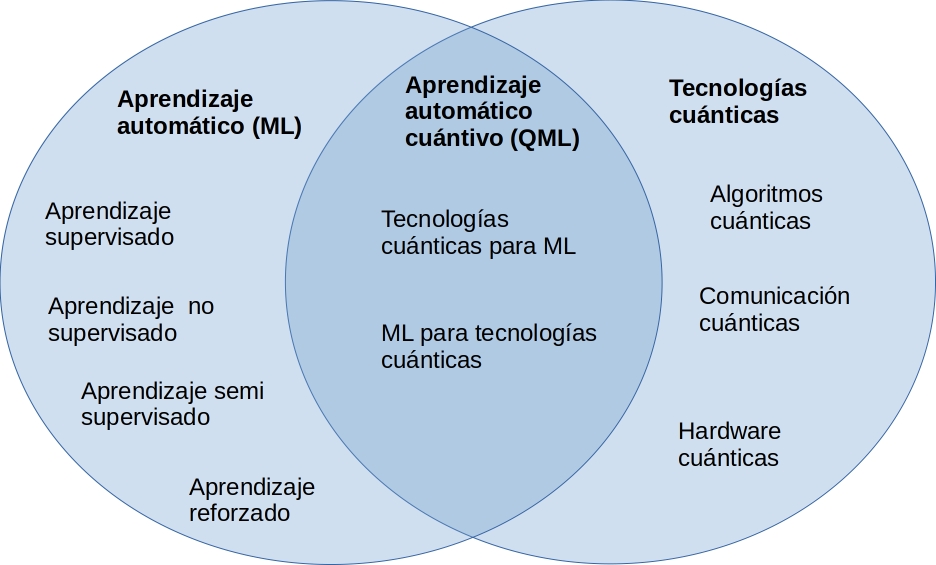 Aprendizaje
automático (ML)
Aprendizaje
supervisado
Aprendizaje  no
supervisado
Aprendizaje semi
supervisado
Aprendizaje
reforzado
Aprendizaje
automático
cuántivo (QML)
Tecnologías
cuánticas para ML
ML para tecnologías
cuánticas
Tecnologías
cuánticas
Algoritmos
cuánticas
Comunicación
cuánticas
Hardware
cuánticas